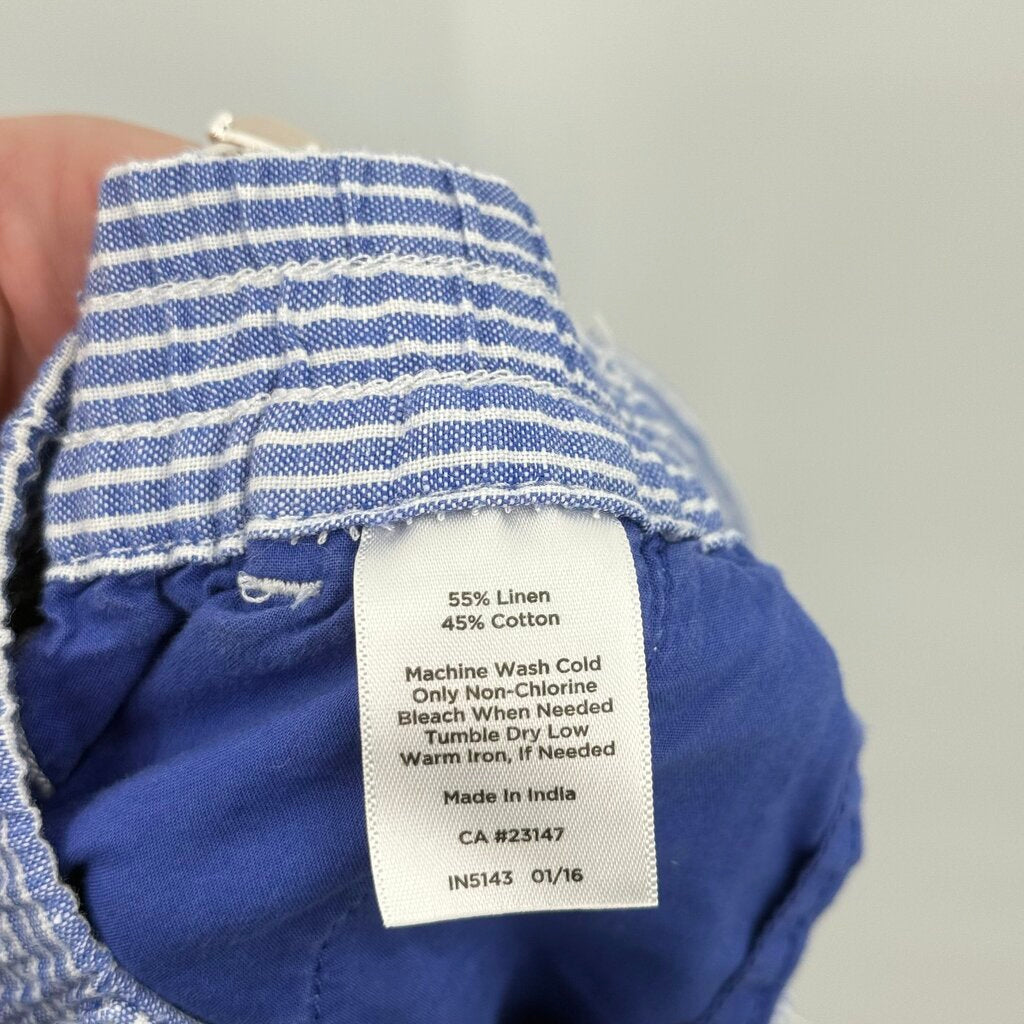 55% Linen
45% Cotton
Machine Wash Cold
Only Non-Chlorine
Bleach When Needed
Tumble Dry Low
Warm Iron, If Needed
Made In India
CA #23147
IN5143 01/16